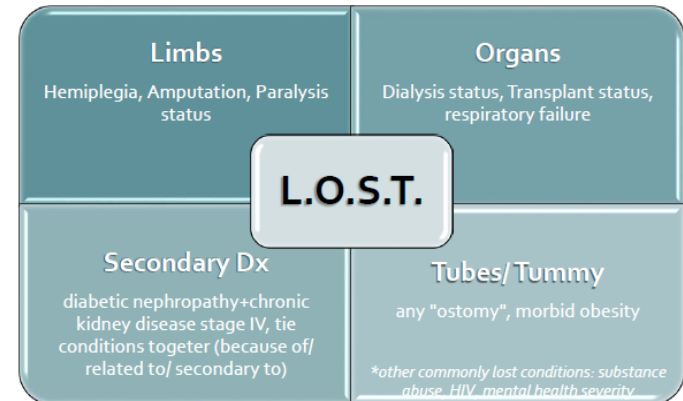 Limbs
Hemiplegia, Amputation, Paralysis
status
Organs
Dialysis status, Transplant status,
respiratory failure
L.O.S.T.
Secondary Dx
diabetic nephropathy+chronic
kidney disease stage IV, tie
conditions togeter (because of/
related to/ secondary to)
Tubes/ Tummy
any "ostomy", morbid obesity
*other commonly lost conditions: substance
abuse, HIV, mental health severity